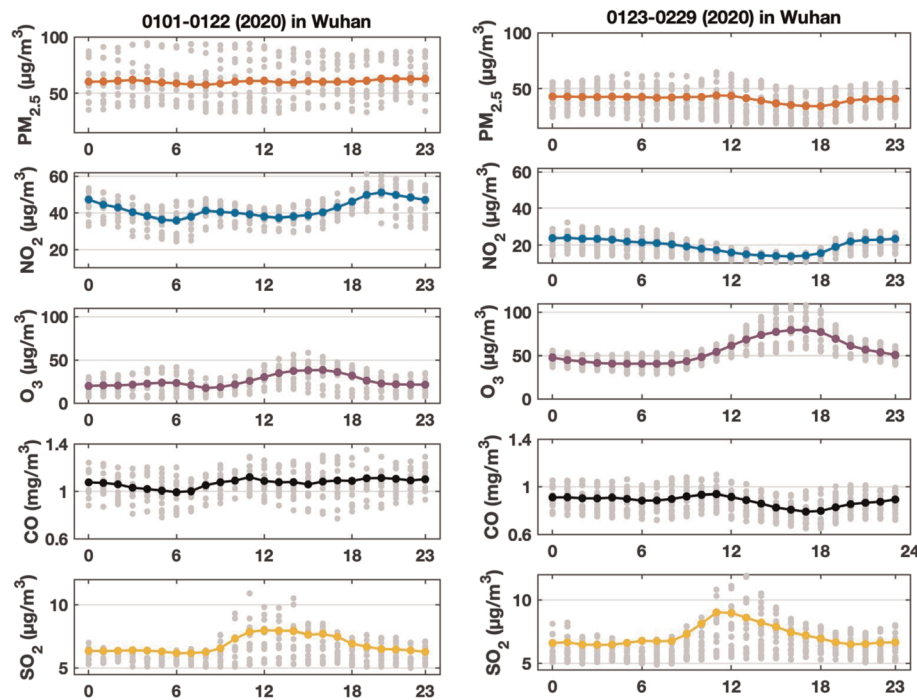 0101-0122 (2020) in Wuhan
100
50
PM2.5 (µg/m³)
0 6 12 18 23
60
40
20
NO2 (µg/m³)
0 6 12 18 23
100
50
0
O3 (µg/m³)
0 6 12 18 23
1.4
1
0.6
CO (mg/m³)
0 6 12 18 23
10
5
SO2 (µg/m³)
0 6 12 18 23
0123-0229 (2020) in Wuhan
100
50
PM2.5 (µg/m³)
0 6 12 18 23
60
40
20
NO2 (µg/m³)
0 6 12 18 23
100
50
0
O3 (µg/m³)
0 6 12 18 23
1.4
1
0.6
CO (mg/m³)
0 6 12 18 24
10
5
SO2 (µg/m³)
0 6 12 18 23